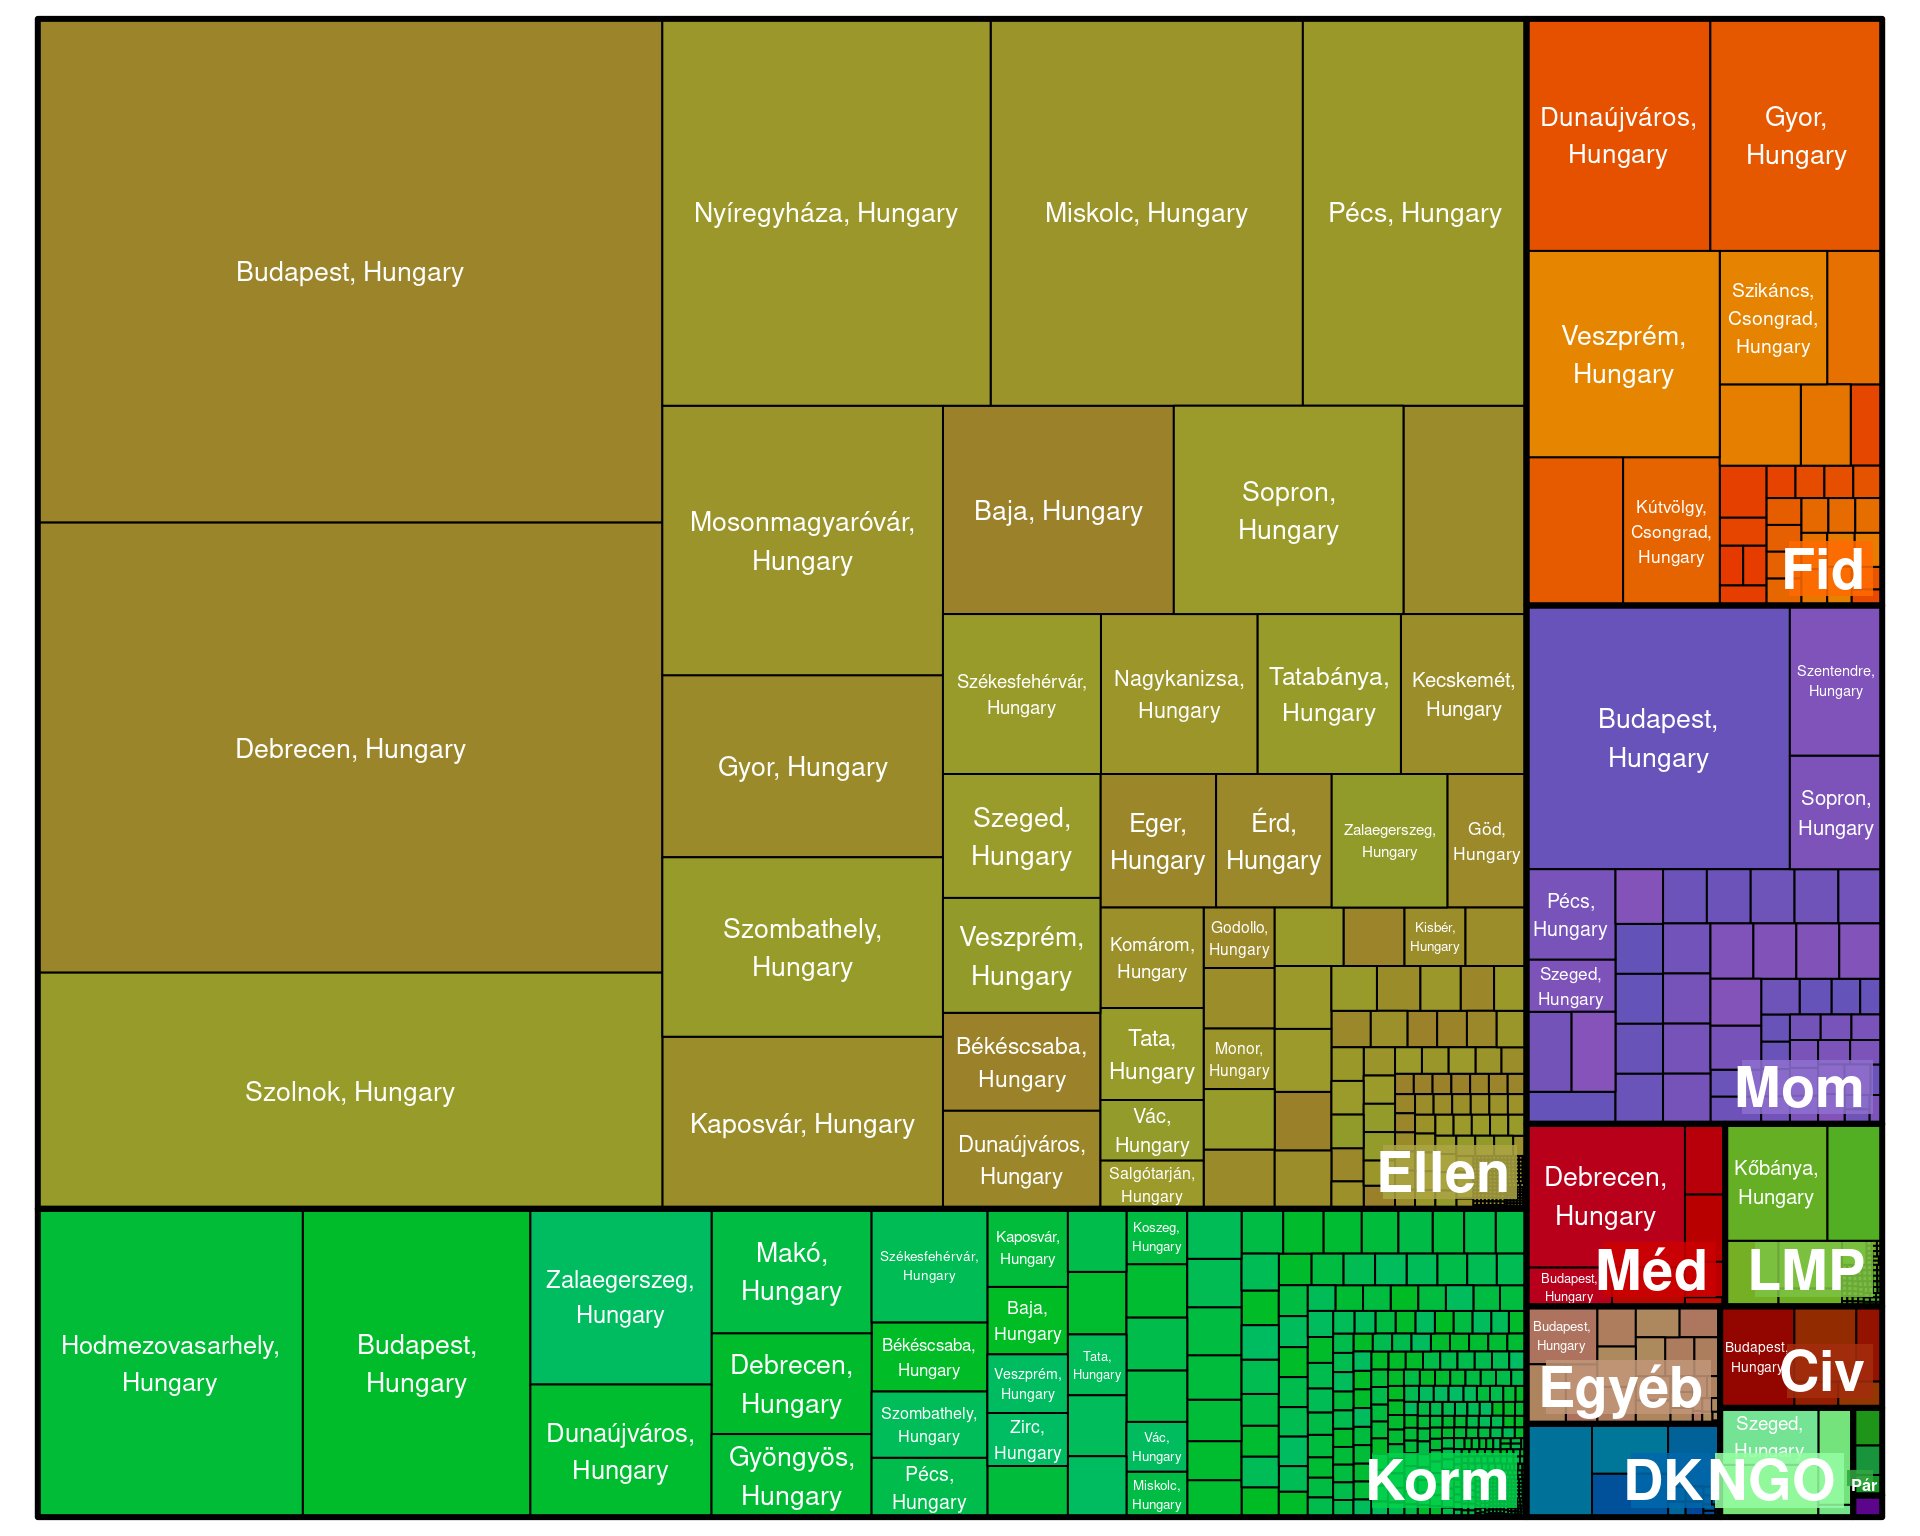 Budapest, Hungary
Debrecen, Hungary
Szolnok, Hungary
Nyíregyháza, Hungary
Miskolc, Hungary
Pécs, Hungary
Mosonmagyaróvár,
Hungary
Baja, Hungary
Sopron,
Hungary
Gyor, Hungary
Szombathely,
Hungary
Kaposvár, Hungary
Székesfehérvár,
Hungary
Nagykanizsa,
Hungary
Tatabánya,
Hungary
Kecskemét,
Hungary
Szeged,
Hungary
Eger,
Hungary
Érd,
Hungary
Zalaegerszeg,
Hungary
Göd,
Hungary
Veszprém,
Hungary
Békéscsaba,
Hungary
Dunaújváros,
Hungary
Komárom,
Hungary
Godollo,
Hungary
Kisbér,
Hungary
Tata,
Hungary
Monor,
Hungary
Vác,
Hungary
Salgótarján,
Hungary
Ellen
Hodmezovasarhely,
Hungary
Budapest,
Hungary
Zalaegerszeg,
Hungary
Dunaújváros,
Hungary
Makó,
Hungary
Debrecen,
Hungary
Gyöngyös,
Hungary
Székesfehérvár,
Hungary
Békéscsaba,
Hungary
Szombathely,
Hungary
Pécs,
Hungary
Kaposvár,
Hungary
Baja,
Hungary
Veszprém,
Hungary
Zirc,
Hungary
Tata,
Hungary
Koszeg,
Hungary
Vác,
Hungary
Miskolc,
Hungary
Korm
Dunaújváros,
Hungary
Gyor,
Hungary
Veszprém,
Hungary
Szikáncs,
Csongrad,
Hungary
Kútvölgy,
Csongrad,
Hungary
Fid
Budapest,
Hungary
Szentendre,
Hungary
Sopron,
Hungary
Pécs,
Hungary
Szeged,
Hungary
Mom
Debrecen,
Hungary
Budapest,
Hungary
Méd
Kőbánya,
Hungary
LMP
Budapest,
Hungary
Egyéb
Budapest,
Hungary
Civ
DK
Szeged,
Hungary
NGO
Pár